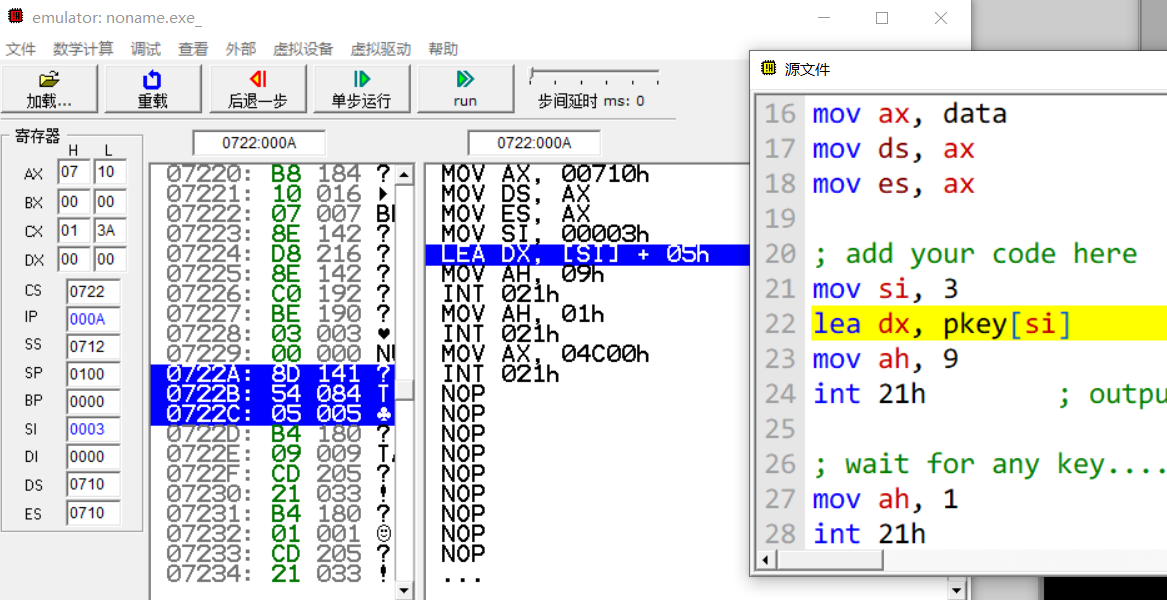 emulator: noname.exe_
文件 数学计算 调试 查看 外部 虚拟设备 虚拟驱动 帮助
加载... 重载 后退一步 单步运行 run 步间延时 ms: 0
寄存器
H L
AX 07 10
BX 00 00
CX 01 3A
DX 00 00
CS 0722
IP 000A
SS 0712
SP 0100
BP 0000
SI 0003
DI 0000
DS 0710
ES 0710
0722:000A
07220: B8 184 ?
07221: 10 016
07222: 07 007
07223: 8E 142 ?
07224: D8 216 ?
07225: 8E 142 ?
07226: C0 192 ?
07227: BE 190 ?
07228: 03 003 ♥
07229: 00 000
0722A: 8D 141 ?
0722B: 54 084 T
0722C: 05 005 ♣
0722D: B4 180 ?
0722E: 09 009
0722F: CD 205 ?
07230: 21 033 !
07231: B4 180 ?
07232: 01 001 ☺
07233: CD 205 ?
07234: 21 033 !
0722:000A
MOV AX, 00710h
MOV DS, AX
MOV ES, AX
MOV SI, 00003h
LEA DX, [SI] + 05h
MOV AH, 09h
INT 021h
MOV AH, 01h
INT 021h
MOV AX, 04C00h
INT 021h
NOP
NOP
NOP
NOP
NOP
NOP
NOP
NOP
NOP
...
源文件
16 mov ax, data
17 mov ds, ax
18 mov es, ax
19
20 ; add your code here
21 mov si, 3
22 lea dx, pkey[si]
23 mov ah, 9
24 int 21h ; outpu
25
26 ; wait for any key....
27 mov ah, 1
28 int 21h